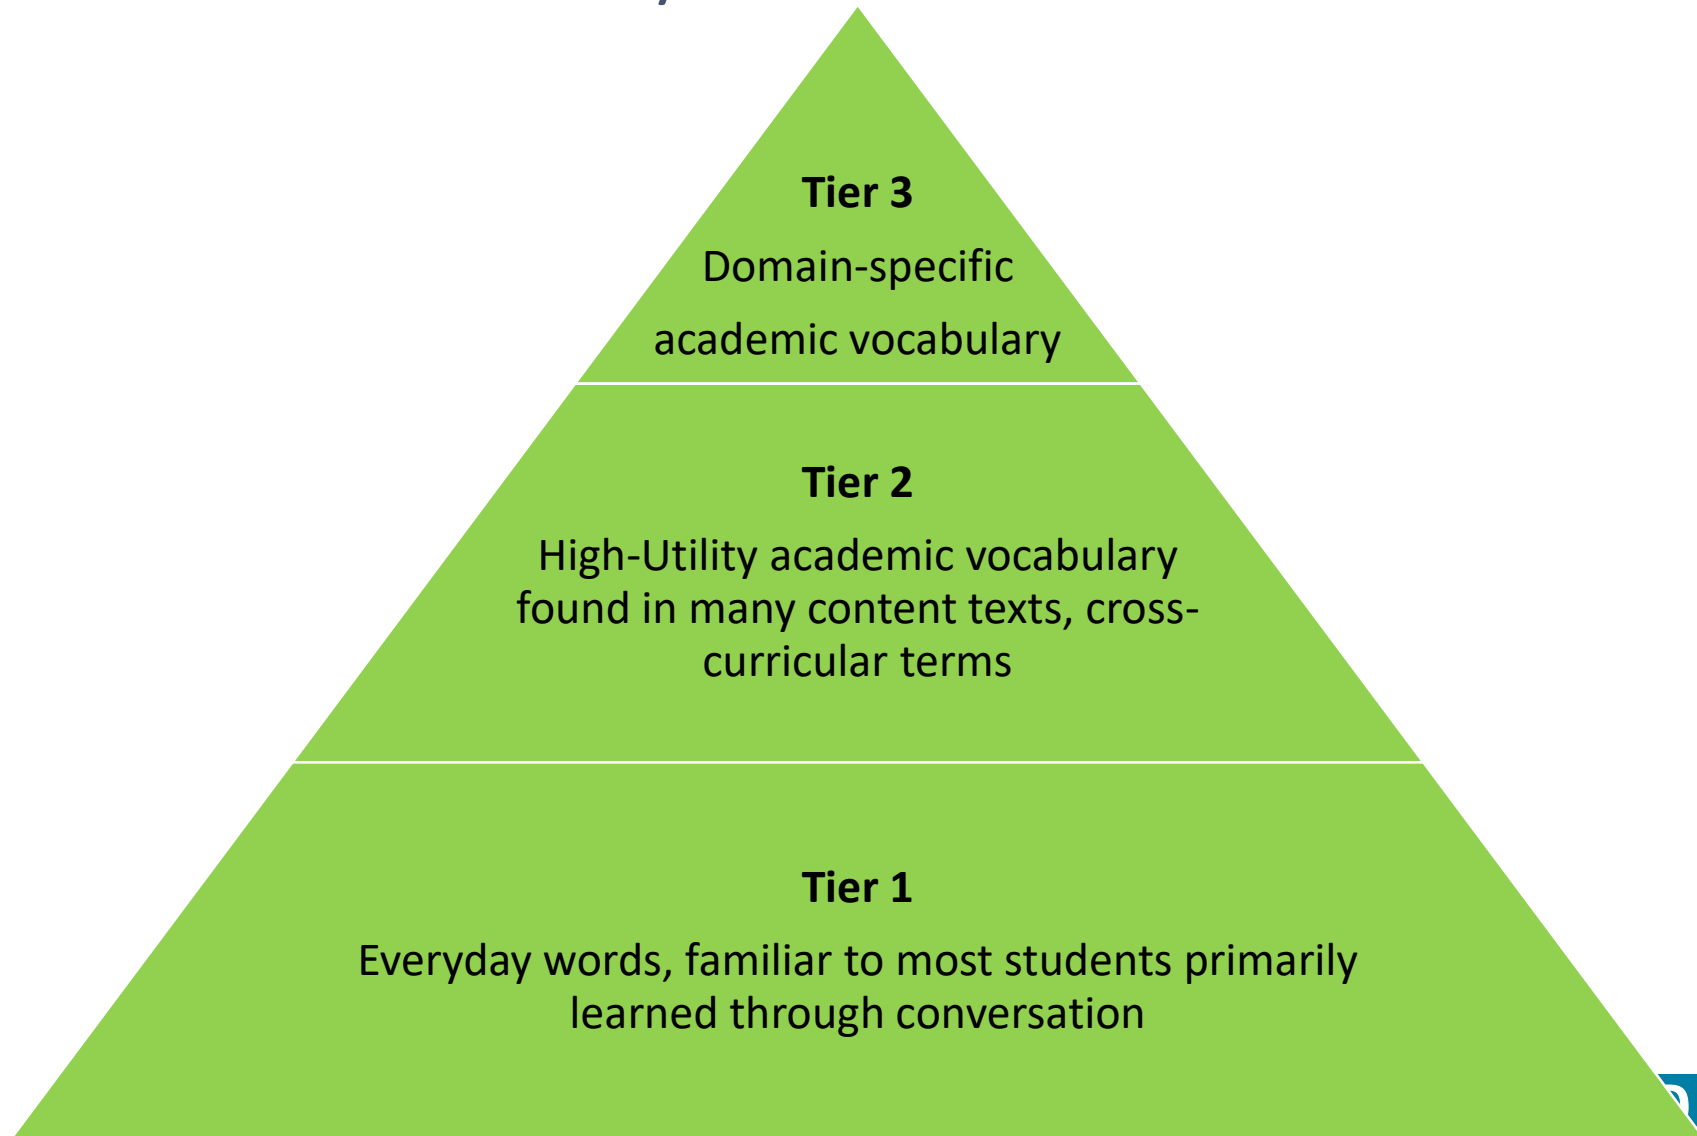 Tier 3
Domain-specific
academic vocabulary
Tier 2
High-Utility academic vocabulary
found in many content texts, cross-
curricular terms
Tier 1
Everyday words, familiar to most students primarily
learned through conversation